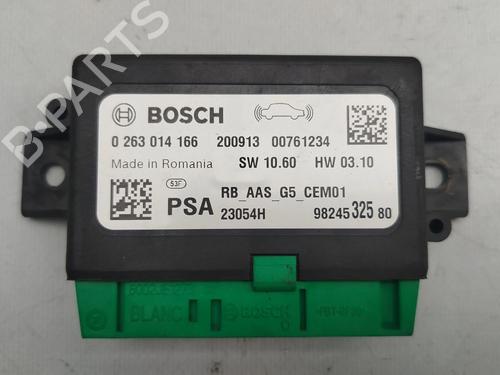 BOSCH
0 263 014 166 200913 00761234
Made in Romania SW 10.60 HW 03.10
53F RB_AAS_G5_CEM01
PSA 23054H 98245 325 80
BLANC BOSCH
B-PARTS